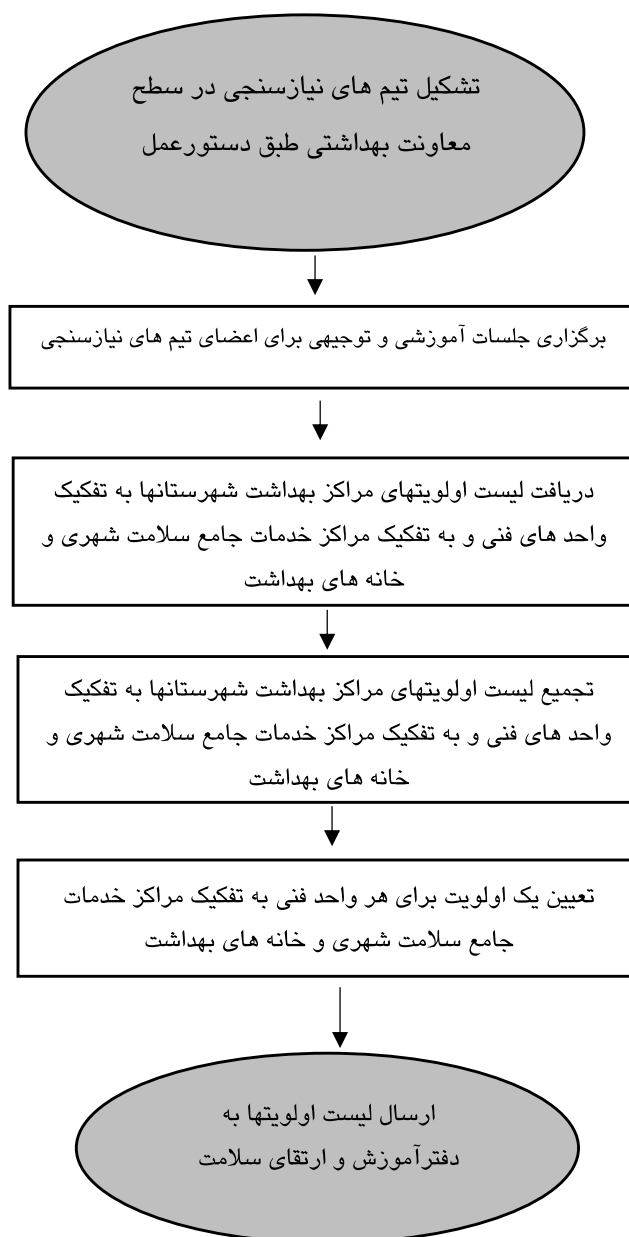 تشکیل تیم های نیازسنجی در سطح
معاونت بهداشتی طبق دستورعمل
برگزاری جلسات آموزشی و توجیهی برای اعضای تیم های نیازسنجی
دریافت لیست اولویتهای مراکز بهداشت شهرستانها به تفکیک
واحد های فنی و به تفکیک مراکز خدمات جامع سلامت شهری و
خانه های بهداشت
تجمیع لیست اولویتهای مراکز بهداشت شهرستانها به تفکیک
واحد های فنی و به تفکیک مراکز خدمات جامع سلامت شهری و
خانه های بهداشت
تعیین یک اولویت برای هر واحد فنی به تفکیک مراکز خدمات
جامع سلامت شهری و خانه های بهداشت
ارسال لیست اولویتها به
دفترآموزش و ارتقای سلامت